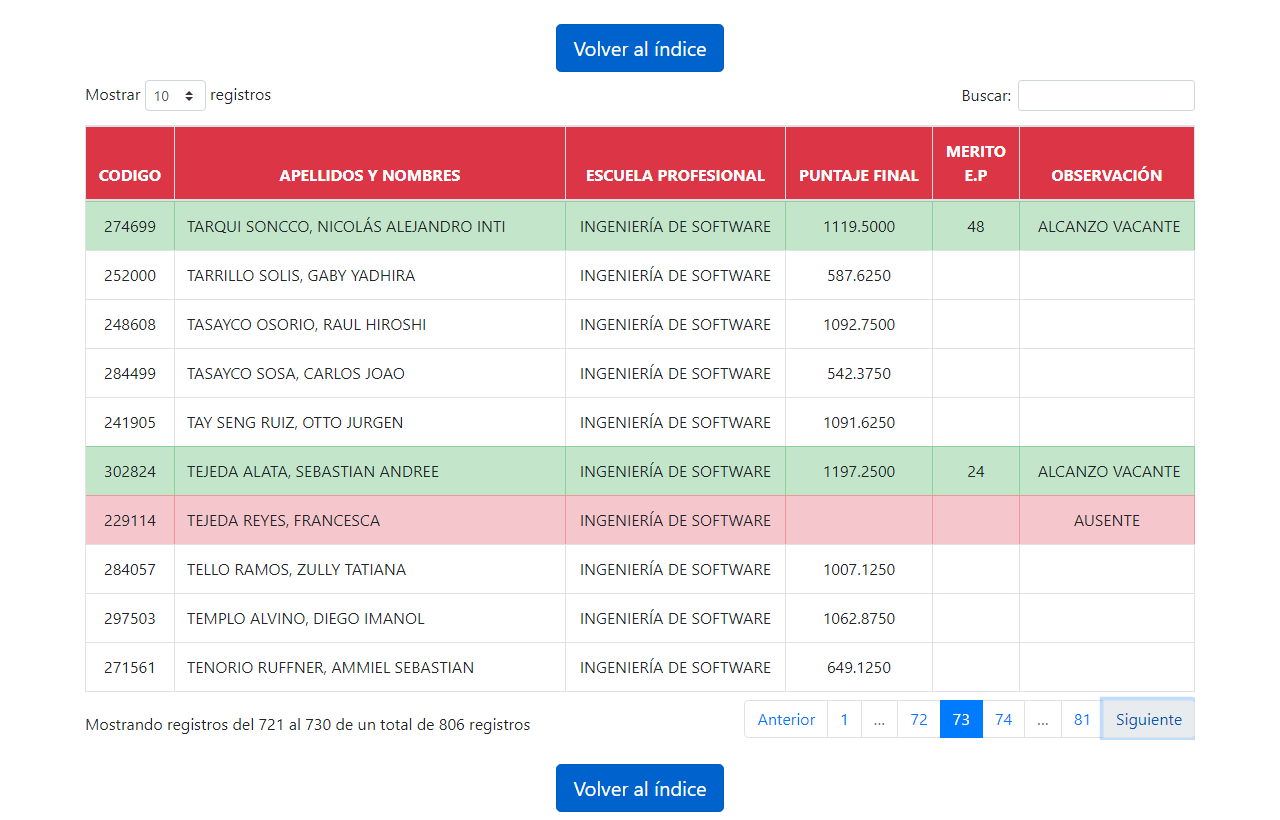 Volver al índice
Mostrar 10 registros Buscar:
CODIGO APELLIDOS Y NOMBRES ESCUELA PROFESIONAL PUNTAJE FINAL MERITO E.P OBSERVACIÓN
274699 TARQUI SONCCO, NICOLÁS ALEJANDRO INTI INGENIERÍA DE SOFTWARE 1119.5000 48 ALCANZO VACANTE
252000 TARRILLO SOLIS, GABY YADHIRA INGENIERÍA DE SOFTWARE 587.6250
248608 TASAYCO OSORIO, RAUL HIROSHI INGENIERÍA DE SOFTWARE 1092.7500
284499 TASAYCO SOSA, CARLOS JOAO INGENIERÍA DE SOFTWARE 542.3750
241905 TAY SENG RUIZ, OTTO JURGEN INGENIERÍA DE SOFTWARE 1091.6250
302824 TEJEDA ALATA, SEBASTIAN ANDREE INGENIERÍA DE SOFTWARE 1197.2500 24 ALCANZO VACANTE
229114 TEJEDA REYES, FRANCESCA INGENIERÍA DE SOFTWARE AUSENTE
284057 TELLO RAMOS, ZULLY TATIANA INGENIERÍA DE SOFTWARE 1007.1250
297503 TEMPLO ALVINO, DIEGO IMANOL INGENIERÍA DE SOFTWARE 1062.8750
271561 TENORIO RUFFNER, AMMIEL SEBASTIAN INGENIERÍA DE SOFTWARE 649.1250
Mostrando registros del 721 al 730 de un total de 806 registros Anterior 1 ... 72 73 74 ... 81 Siguiente
Volver al índice